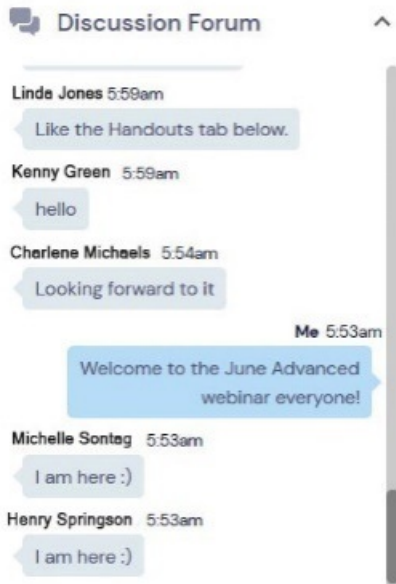 Discussion Forum
Linda Jones 5:59am
Like the Handouts tab below.
Kenny Green 5:59am
hello
Charlene Michaels 5:54am
Looking forward to it
Me 5:53am
Welcome to the June Advanced
webinar everyone!
Michelle Sontag 5:53am
I am here :)
Henry Springson 5:53am
I am here :)